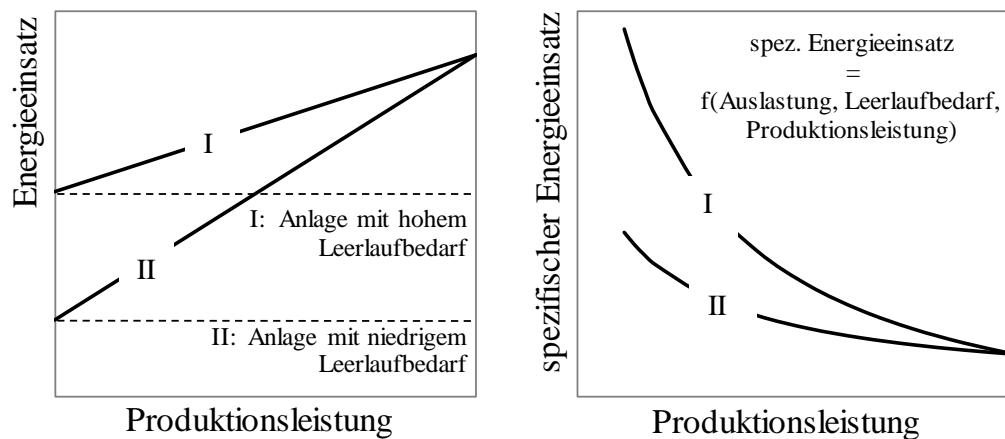 Energieeinsatz
I
I: Anlage mit hohem
Leerlaufbedarf
II
II: Anlage mit niedrigem
Leerlaufbedarf
Produktionsleistung
spezifischer Energieeinsatz
spez. Energieeinsatz
=
f(Auslastung, Leerlaufbedarf,
Produktionsleistung)
I
II
Produktionsleistung